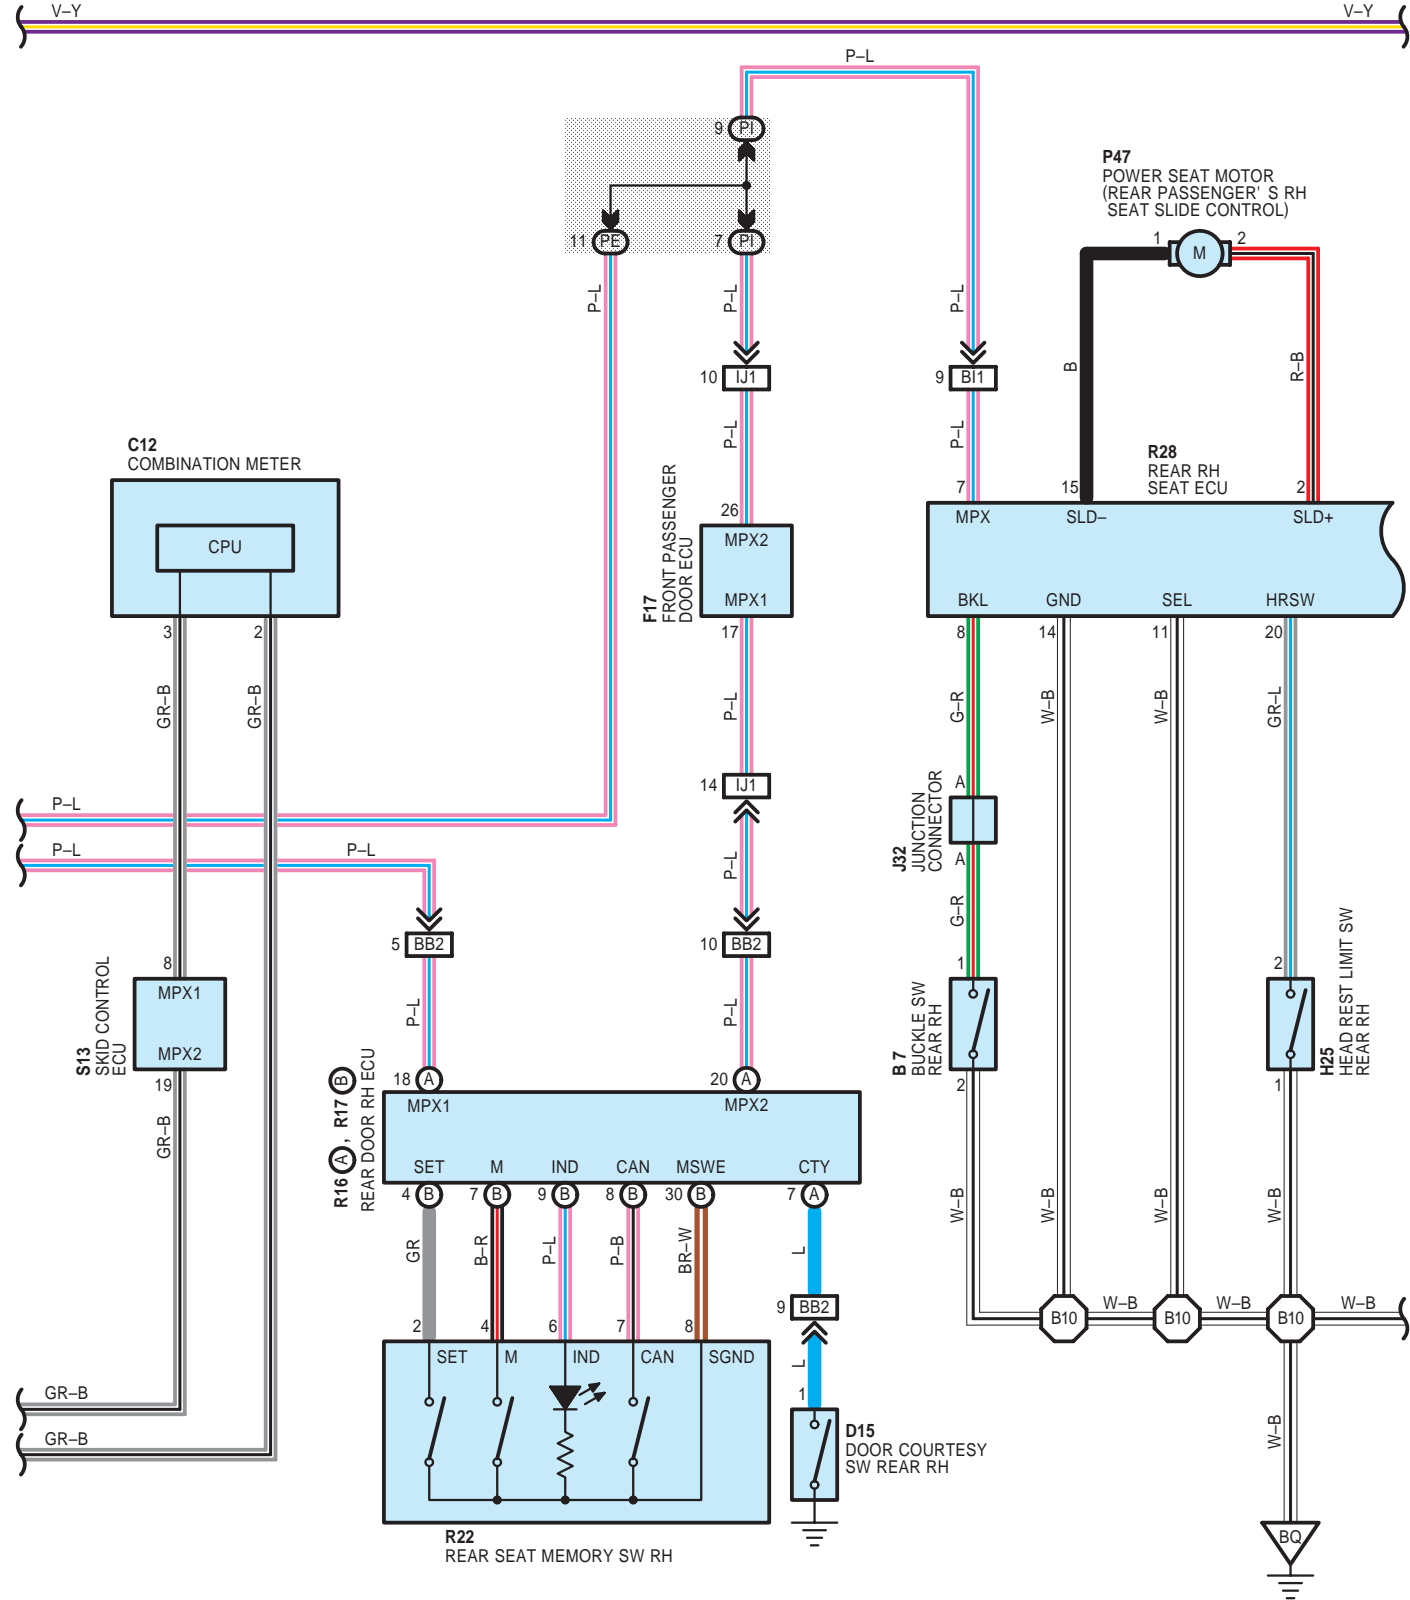 V–Y
V–Y
P–L
9 PI
11 PE
7 PI
P47
POWER SEAT MOTOR
(REAR PASSENGER' S RH
SEAT SLIDE CONTROL)
1
M
2
P–L
P–L
P–L
B
R–B
10 IJ1
9 BI1
P–L
P–L
C12
COMBINATION METER
CPU
3
2
R28
REAR RH
SEAT ECU
7
15
2
MPX
SLD–
SLD+
BKL
GND
SEL
HRSW
8
14
11
20
26
MPX2
MPX1
17
F17
FRONT PASSENGER
DOOR ECU
GR–B
GR–B
P–L
G–R
W–B
W–B
GR–L
14 IJ1
P–L
P–L
P–L
P–L
A
A
J32
JUNCTION
CONNECTOR
G–R
5 BB2
10 BB2
P–L
P–L
8
MPX1
MPX2
19
S13
SKID CONTROL
ECU
GR–B
1
2
B 7
BUCKLE SW
REAR RH
2
1
H25
HEAD REST LIMIT SW
REAR RH
18 A
20 A
MPX1
MPX2
R16 A , R17 B
REAR DOOR RH ECU
SET
M
IND
CAN
MSWE
CTY
4 B
7 B
9 B
8 B
30 B
7 A
GR
B–R
P–L
P–B
BR–W
L
W–B
W–B
W–B
W–B
9 BB2
L
1
B10
W–B
B10
W–B
B10
W–B
2
4
6
7
8
SET
M
IND
CAN
SGND
D15
DOOR COURTESY
SW REAR RH
GR–B
GR–B
W–B
R22
REAR SEAT MEMORY SW RH
BQ